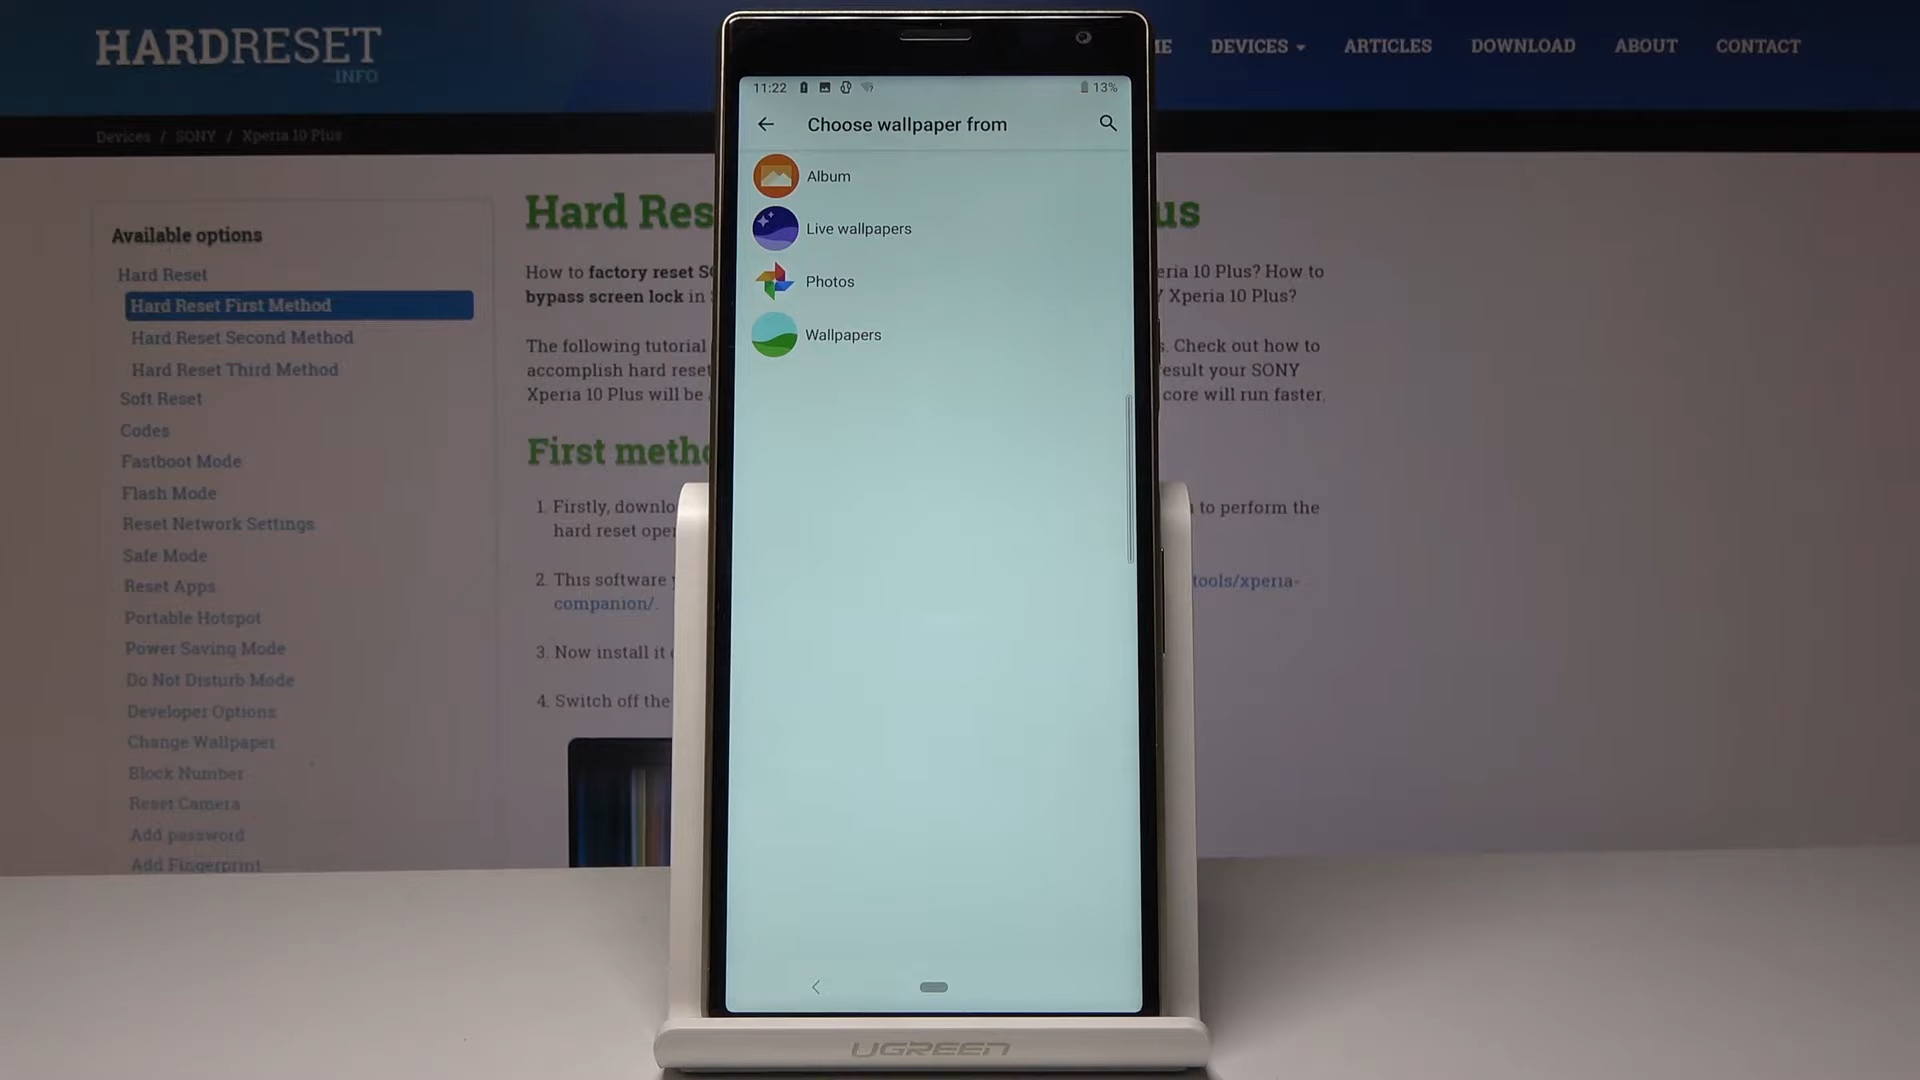 HARDRESET
.INFO
DEVICES
ARTICLES
DOWNLOAD
ABOUT
CONTACT
Devices / SONY / Xperia 10 Plus
Available options
Hard Reset
Hard Reset First Method
Hard Reset Second Method
Hard Reset Third Method
Soft Reset
Codes
Fastboot Mode
Flash Mode
Reset Network Settings
Safe Mode
Reset Apps
Portable Hotspot
Power Saving Mode
Do Not Disturb Mode
Developer Options
Change Wallpaper
Block Number
Reset Camera
Add password
Add Fingerprint
Hard Res
How to factory reset S
bypass screen lock in
The following tutorial
accomplish hard reset
Xperia 10 Plus will be
First meth
1. Firstly, downlo
hard reset ope
2. This software
companion/.
3. Now install it
4. Switch off the
11:22
13%
Choose wallpaper from
Album
Live wallpapers
Photos
Wallpapers
us
eria 10 Plus? How to
Xperia 10 Plus?
s. Check out how to
esult your SONY
core will run faster.
to perform the
tools/xperia-
UGREEN